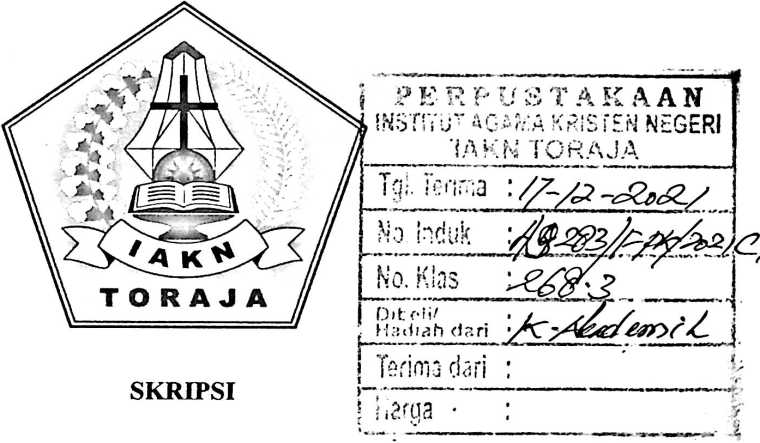 IAKN
TORAJA
SKRIPSI
PERPUSTAKAAN
INSTITUT AGAMA KRISTEN NEGERI
IAKN TORAJA
Tgl. Terima : 17-12-2021
No. Induk :
No. Klas : 268.3
Dibeli/
Hadiah dari : K. Akademik
Terima dari :
Harga :